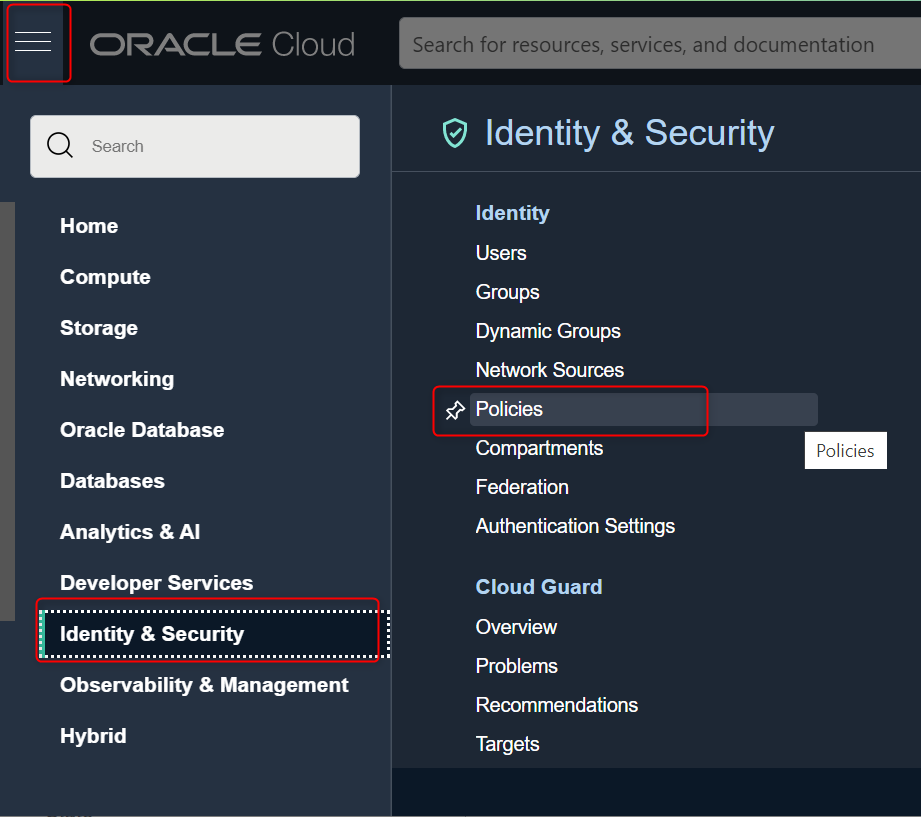 ORACLE Cloud
Search for resources, services, and documentation
Search
Home
Compute
Storage
Networking
Oracle Database
Databases
Analytics & AI
Developer Services
Identity & Security
Observability & Management
Hybrid
Identity & Security
Identity
Users
Groups
Dynamic Groups
Network Sources
Policies
Compartments
Federation
Authentication Settings
Policies
Cloud Guard
Overview
Problems
Recommendations
Targets